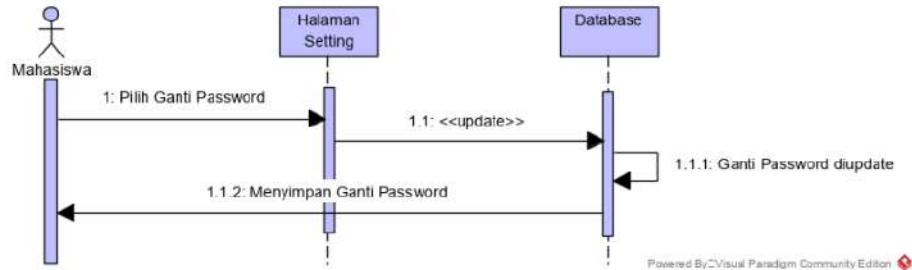 Halaman
Setting
Database
Mahasiswa
1: Pilih Ganti Password
1.1: <<update>>
1.1.1: Ganti Password diupdate
1.1.2: Menyimpan Ganti Password
Powered By Visual Paradigm Community Edition